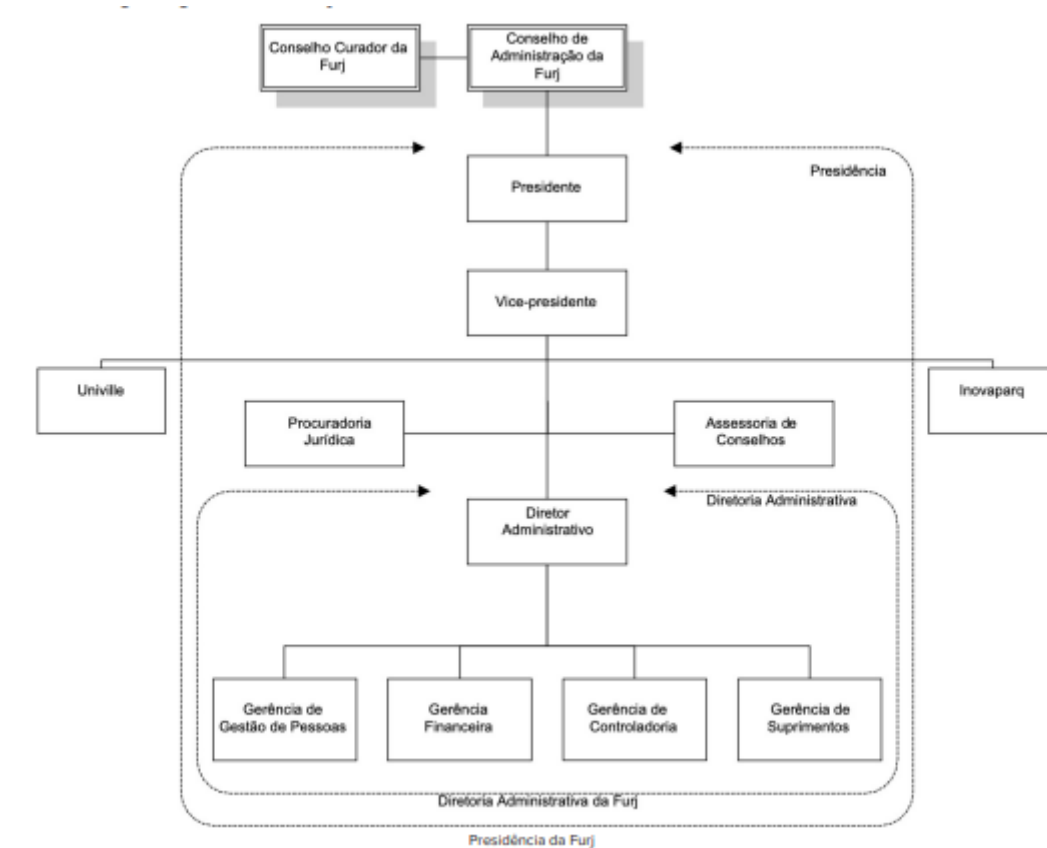 Conselho Curador da
Furj
Conselho de
Administração da
Furj
Presidência
Presidente
Vice-presidente
Univille
Inovaparq
Procuradoria
Jurídica
Assessoria de
Conselhos
Diretoria Administrativa
Diretor
Administrativo
Gerência de
Gestão de Pessoas
Gerência
Financeira
Gerência de
Controladoria
Gerência de
Suprimentos
Diretoria Administrativa da Furj
Presidência da Furj